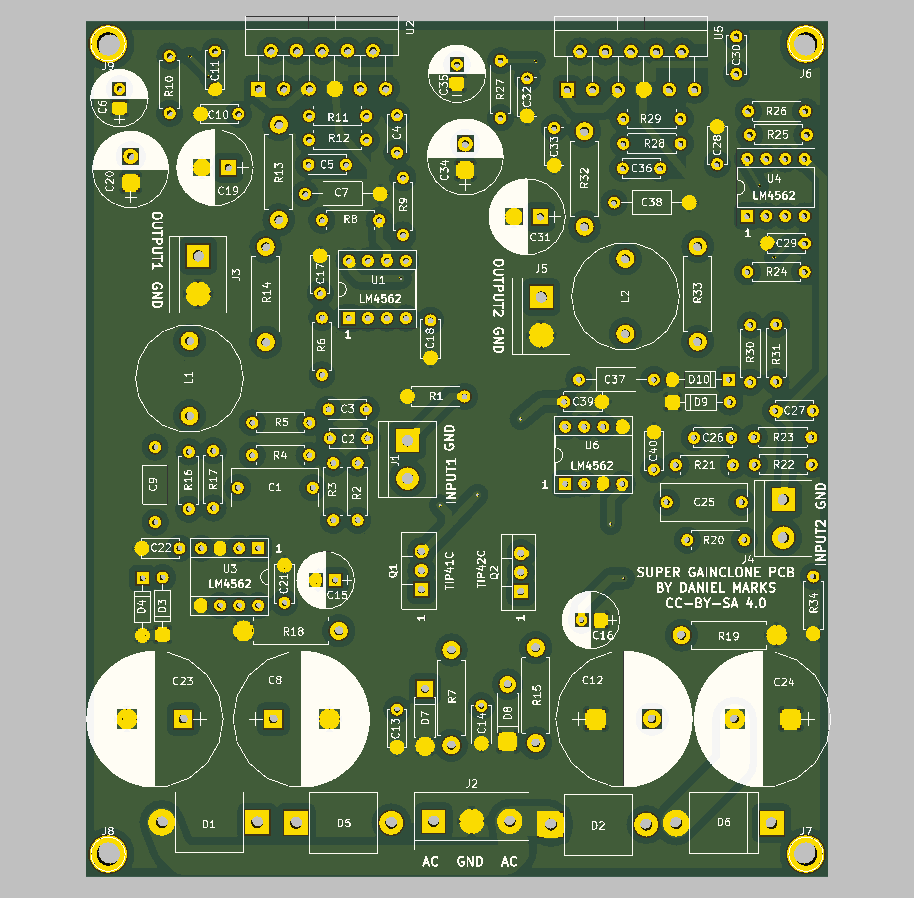 U2
U5
J9
J6
C6
R10
C11
C10
C20
C19
R13
R11
R12
C4
C5
C7
R8
R9
C35
R27
C32
C34
C33
R32
R29
R28
C36
C38
C31
C28
C30
R26
R25
U4
LM4562
1
C29
R24
OUTPUT1 GND
J3
R14
C17
U1
LM4562
1
R6
C18
OUTPUT2 GND
J5
L2
R33
R30
R31
L1
R1
C37
D10
C39
D9
C27
R5
C3
C2
R4
C1
R3
R2
J1
INPUT1 GND
U6
LM4562
1
C40
C26
R23
R21
R22
C25
R20
J4
INPUT2 GND
C9
R16
R17
C22
U3
LM4562
1
C21
C15
D4
D3
R18
Q1
TIP41C
1
TIP42C
Q2
1
SUPER GAINCLONE PCB
BY DANIEL MARKS
CC-BY-SA 4.0
R34
C16
R19
C23
C8
C13
D7
R7
C14
D8
R15
C12
C24
J8
D1
D5
J2
AC GND AC
D2
D6
J7